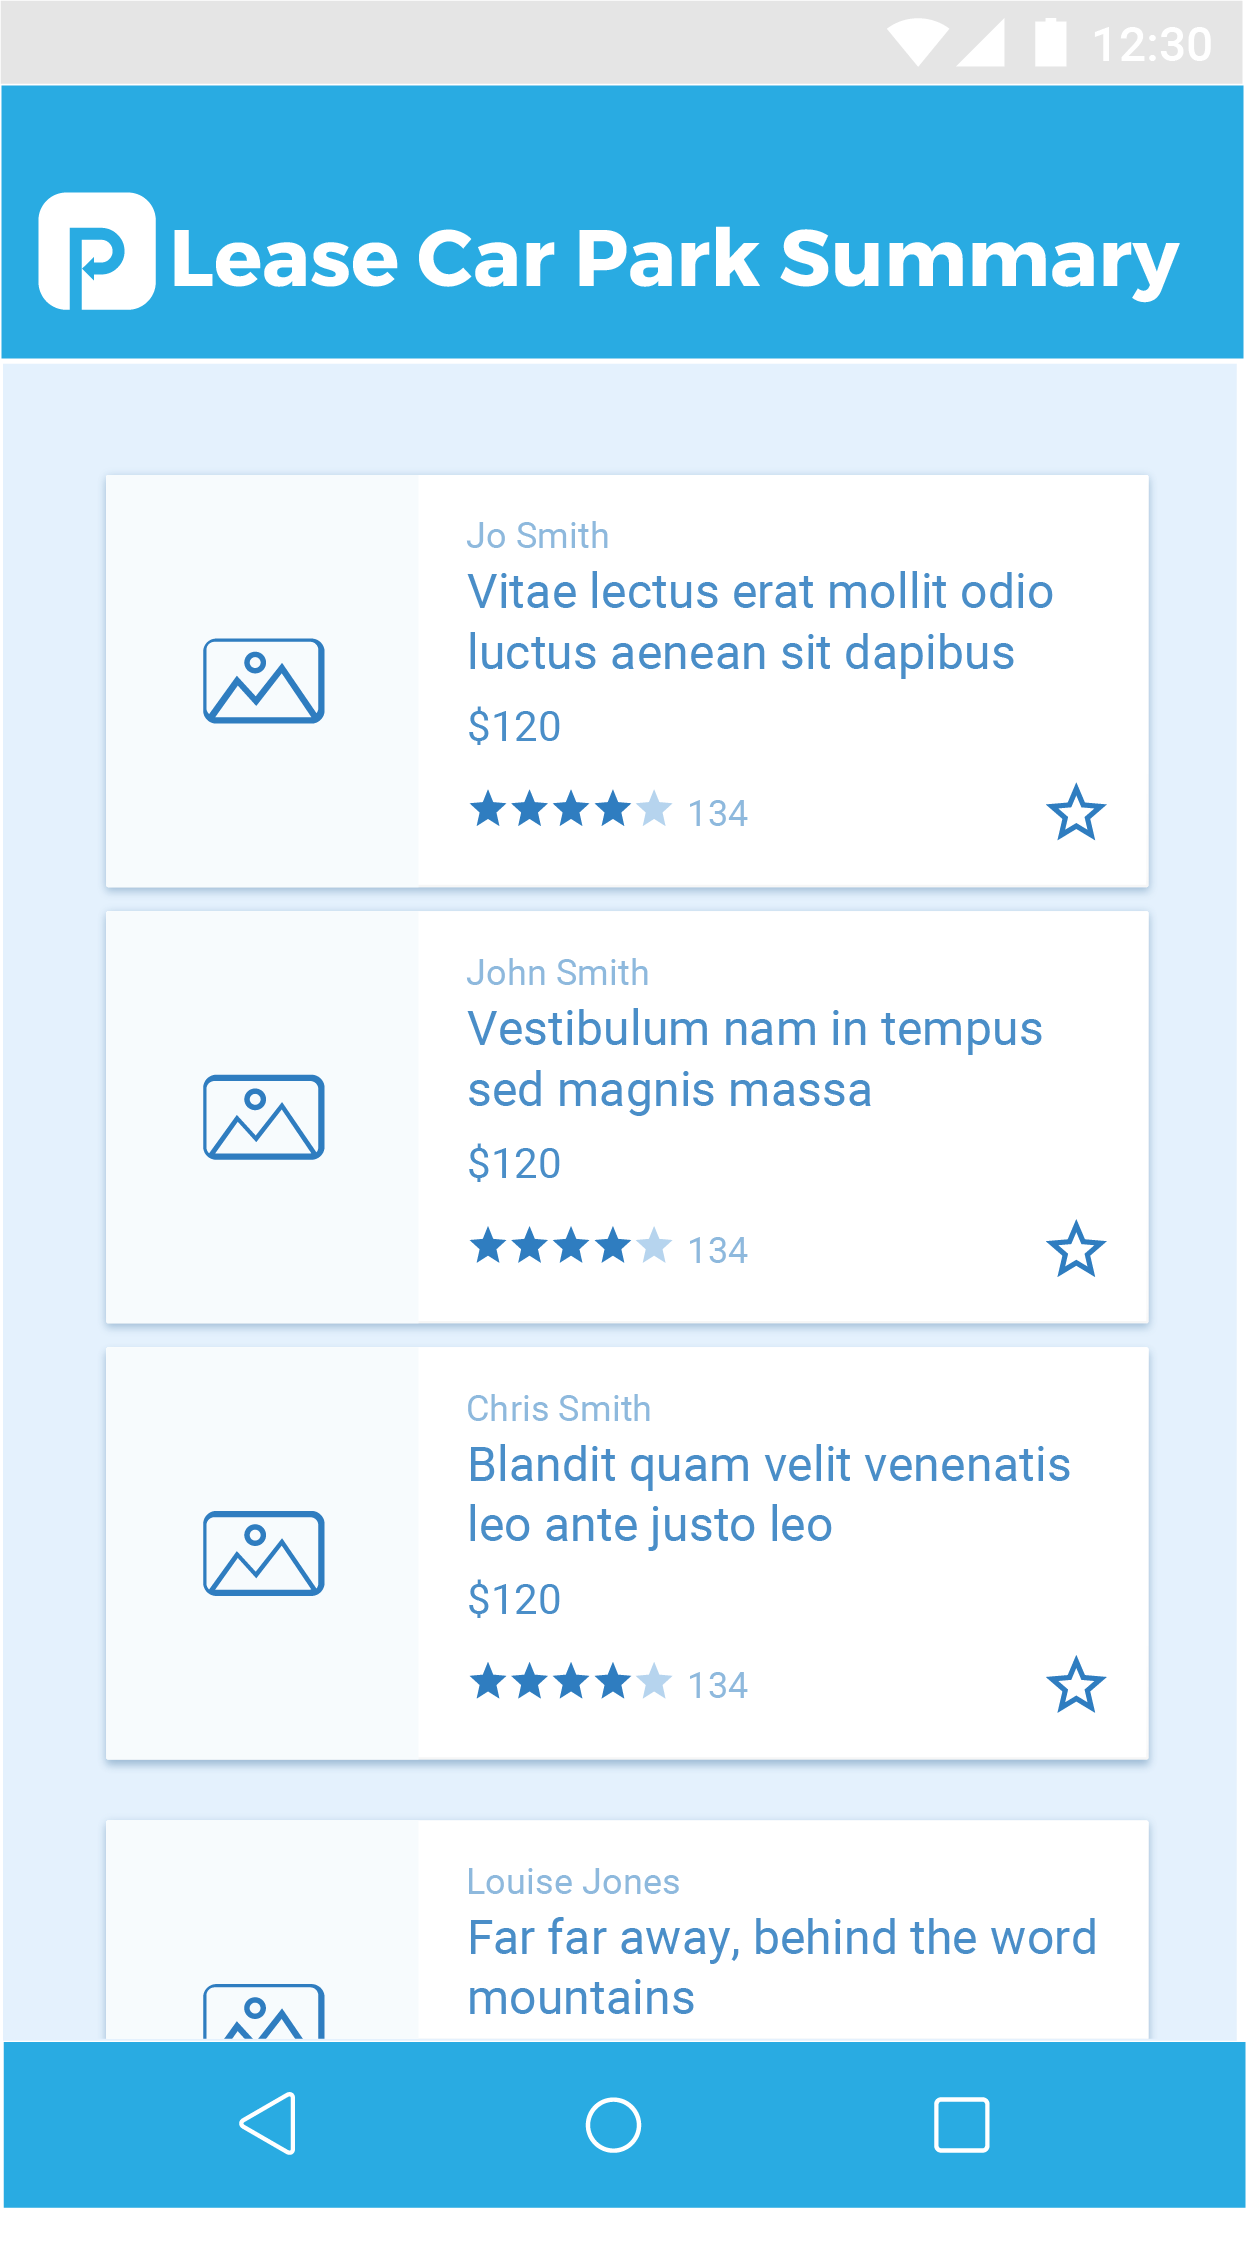 12:30
P Lease Car Park Summary
Jo Smith
Vitae lectus erat mollit odio
luctus aenean sit dapibus
$120
134
John Smith
Vestibulum nam in tempus
sed magnis massa
$120
134
Chris Smith
Blandit quam velit venenatis
leo ante justo leo
$120
134
Louise Jones
Far far away, behind the word
mountains